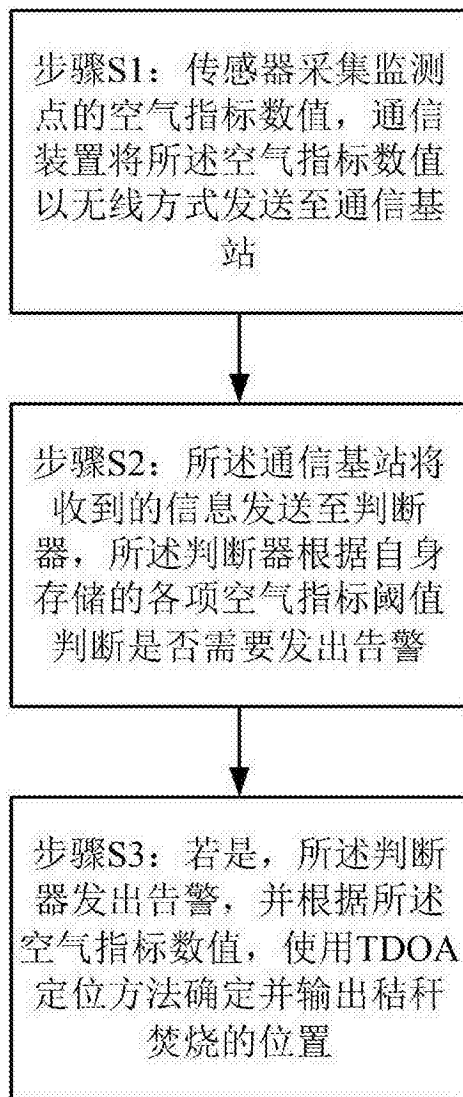 步骤S1：传感器采集监测
点的空气指标数值，通信
装置将所述空气指标数值
以无线方式发送至通信基
站
步骤S2：所述通信基站将
收到的信息发送至判断
器，所述判断器根据自身
存储的各项空气指标阈值
判断是否需要发出告警
步骤S3：若是，所述判断
器发出告警，并根据所述
空气指标数值，使用TDOA
定位方法确定并输出秸秆
焚烧的位置